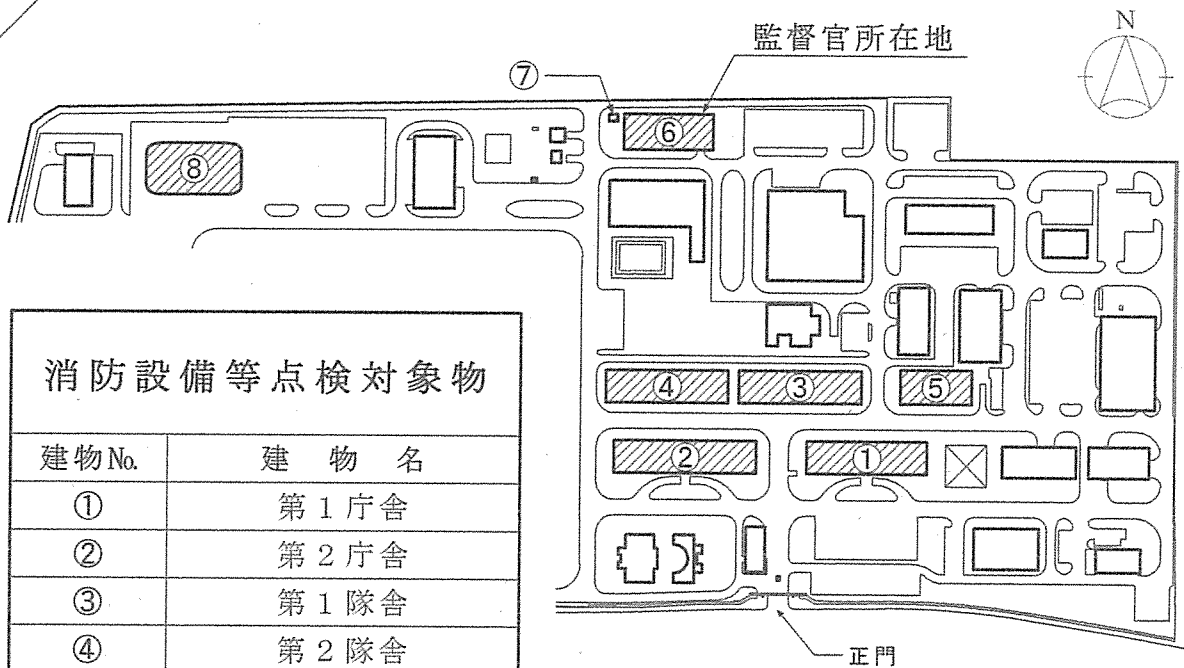 N
監督官所在地
⑦
⑥
⑧
④
③
⑤
②
①
正門
消防設備等点検対象物
建物No. 建物名
① 第1庁舎
② 第2庁舎
③ 第1隊舎
④ 第2隊舎